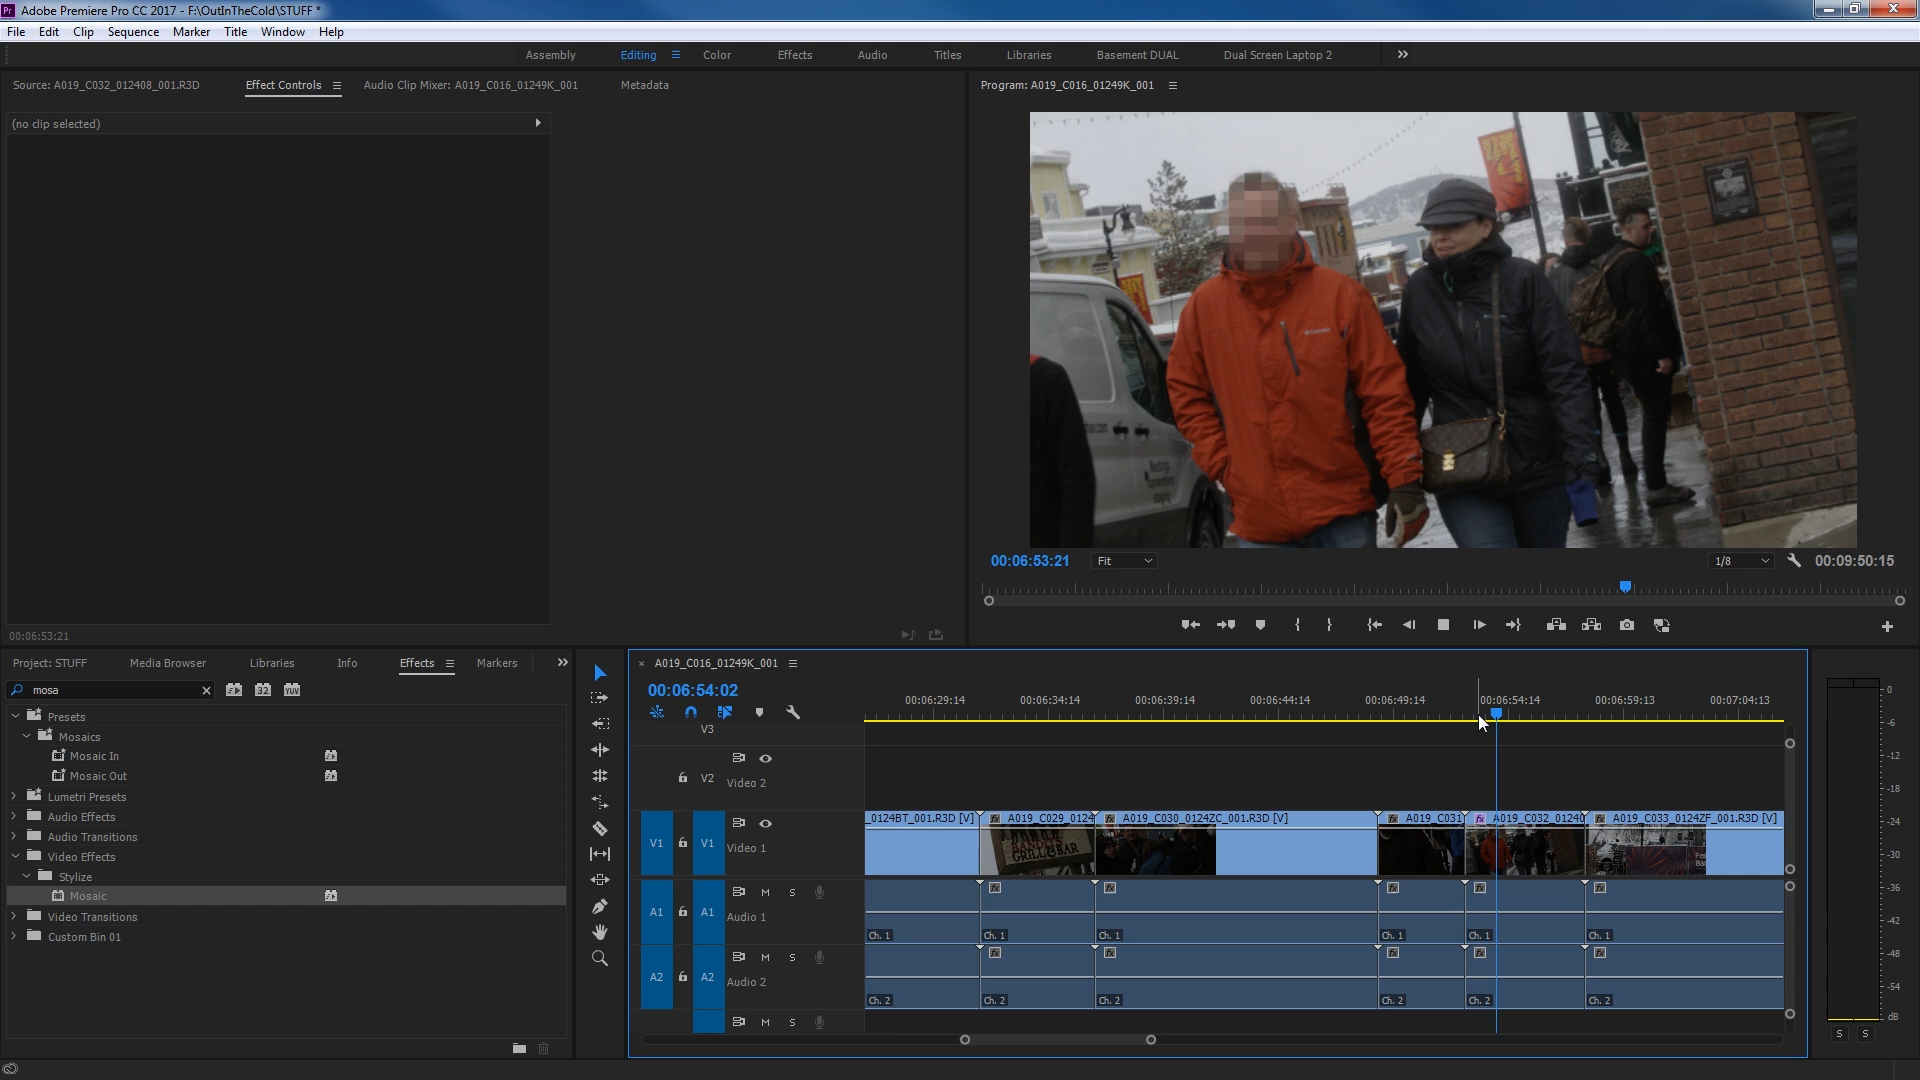 Adobe Premiere Pro CC 2017 - F:\OutInTheCold\STUFF *
File Edit Clip Sequence Marker Title Window Help
Assembly Editing Color Effects Audio Titles Libraries Basement DUAL Dual Screen Laptop 2
Source: A019_C032_012408_001.R3D Effect Controls Audio Clip Mixer: A019_C016_01249K_001 Metadata
(no clip selected)
00:06:53:21
Program: A019_C016_01249K_001
Columbia
00:06:53:21 Fit 1/8 00:09:50:15
Project: STUFF Media Browser Libraries Info Effects Markers
mosa
32 YUV
Presets
Mosaics
Mosaic In
Mosaic Out
Lumetri Presets
Audio Effects
Audio Transitions
Video Effects
Stylize
Mosaic
Video Transitions
Custom Bin 01
A019_C016_01249K_001
00:06:54:02
00:06:29:14 00:06:34:14 00:06:39:14 00:06:44:14 00:06:49:14 00:06:54:14 00:06:59:13 00:07:04:13
V3
V2 Video 2
V1 V1 Video 1
_0124BT_001.R3D [V] A019_C029_0124 A019_C030_0124ZC_001.R3D [V] A019_C031 A019_C032_01240 A019_C033_0124ZF_001.R3D [V]
GRILL & BAR
A1 A1 M S Audio 1
Ch. 1 Ch. 1 Ch. 1 Ch. 1 Ch. 1 Ch. 1
A2 A2 M S Audio 2
Ch. 2 Ch. 2 Ch. 2 Ch. 2 Ch. 2 Ch. 2
M S
0
-6
-12
-18
-24
-30
-36
-42
-48
-54
dB
S S